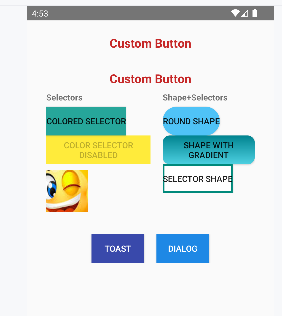 4:53
Custom Button
Custom Button
Selectors
Shape+Selectors
COLORED SELECTOR
ROUND SHAPE
COLOR SELECTOR
DISABLED
SHAPE WITH
GRADIENT
SELECTOR SHAPE
TOAST
DIALOG